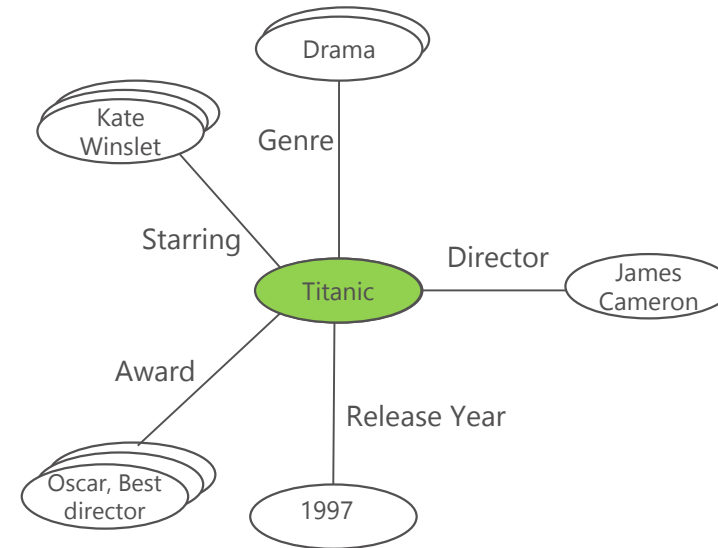 Drama
Kate
Winslet
Genre
Starring
Director
James
Cameron
Titanic
Award
Release Year
Oscar, Best
director
1997